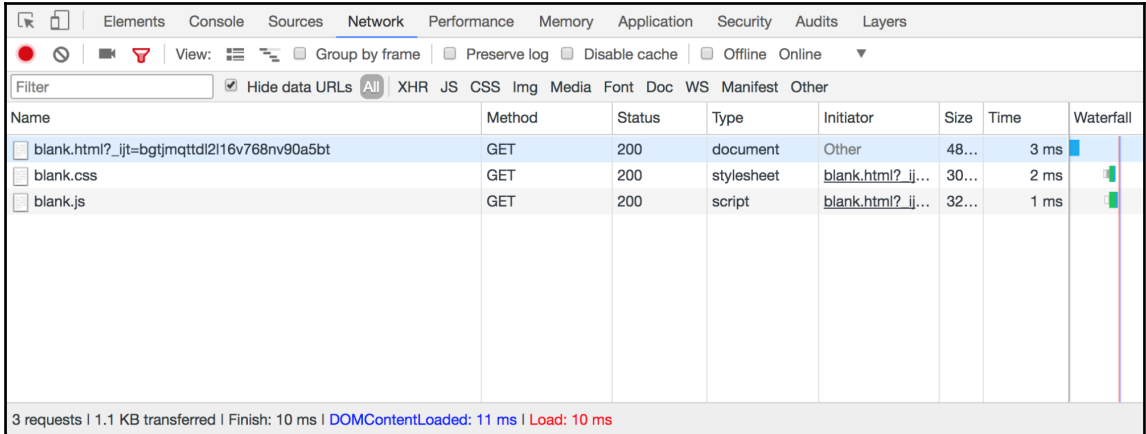 Elements Console Sources Network Performance Memory Application Security Audits Layers
View: Group by frame Preserve log Disable cache Offline Online
Filter Hide data URLs All XHR JS CSS Img Media Font Doc WS Manifest Other
Name Method Status Type Initiator Size Time Waterfall
blank.html?_ijt=bgtjmqttdl2l16v768nv90a5bt GET 200 document Other 48... 3 ms
blank.css GET 200 stylesheet blank.html?_ij... 30... 2 ms
blank.js GET 200 script blank.html?_ij... 32... 1 ms
3 requests | 1.1 KB transferred | Finish: 10 ms | DOMContentLoaded: 11 ms | Load: 10 ms